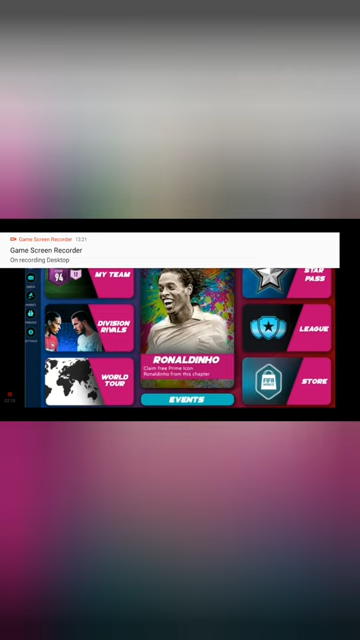 Game Screen Recorder 13:21
Game Screen Recorder
On recording Desktop
94
MY TEAM
STAR
PASS
DIVISION
RIVALS
LEAGUE
RONALDINHO
Claim free Prime Icon
Ronaldinho from this chapter
WORLD
TOUR
STORE
EVENTS